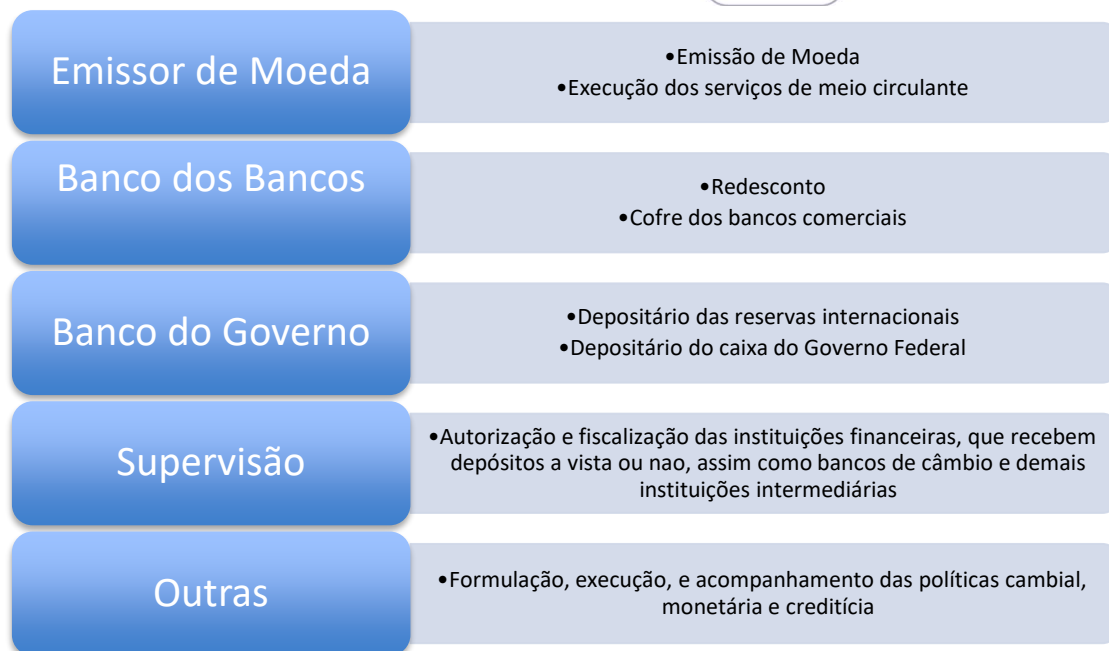 Emissor de Moeda
•Emissão de Moeda
•Execução dos serviços de meio circulante
Banco dos Bancos
•Redesconto
•Cofre dos bancos comerciais
Banco do Governo
•Depositário das reservas internacionais
•Depositário do caixa do Governo Federal
Supervisão
•Autorização e fiscalização das instituições financeiras, que recebem
depósitos a vista ou nao, assim como bancos de câmbio e demais
instituições intermediárias
Outras
•Formulação, execução, e acompanhamento das políticas cambial,
monetária e creditícia